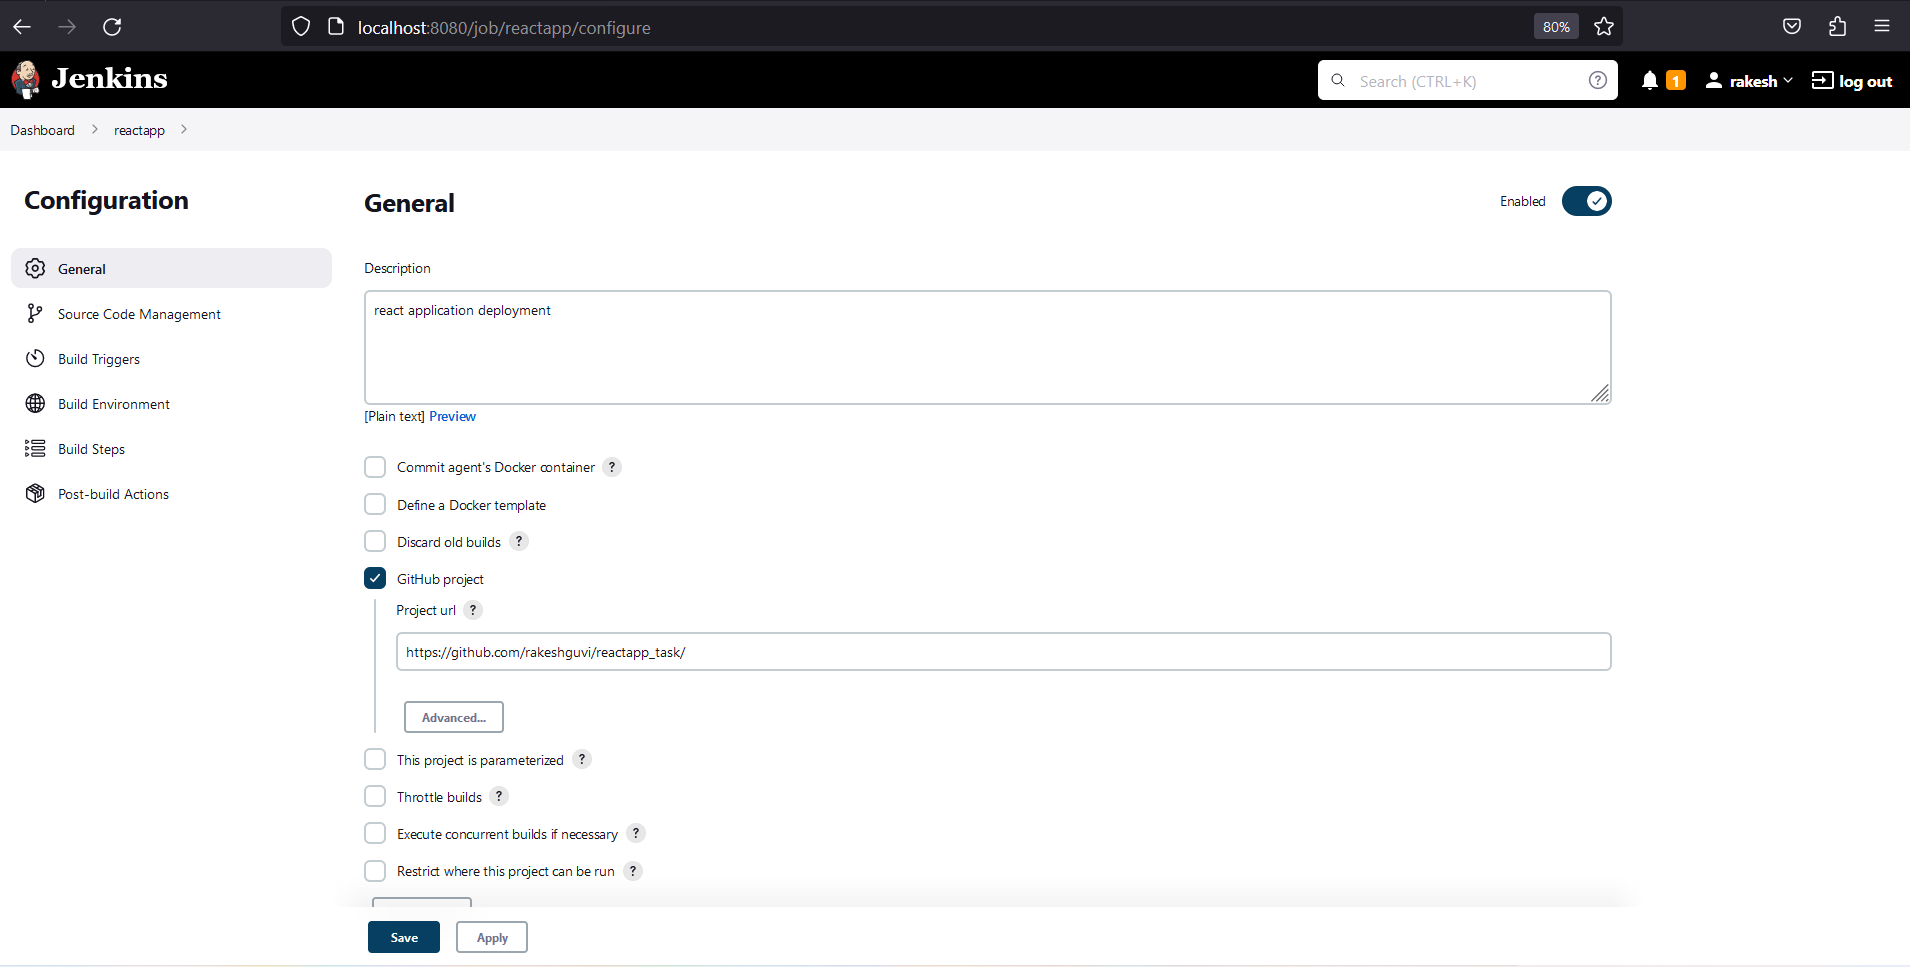 localhost:8080/job/reactapp/configure
80%
Jenkins
Search (CTRL+K)
?
1
rakesh
log out
Dashboard
reactapp
Configuration
General
Source Code Management
Build Triggers
Build Environment
Build Steps
Post-build Actions
General
Enabled
Description
react application deployment
[Plain text] Preview
Commit agent's Docker container ?
Define a Docker template
Discard old builds ?
GitHub project
Project url ?
https://github.com/rakeshguvi/reactapp_task/
Advanced...
This project is parameterized ?
Throttle builds ?
Execute concurrent builds if necessary ?
Restrict where this project can be run ?
Save
Apply